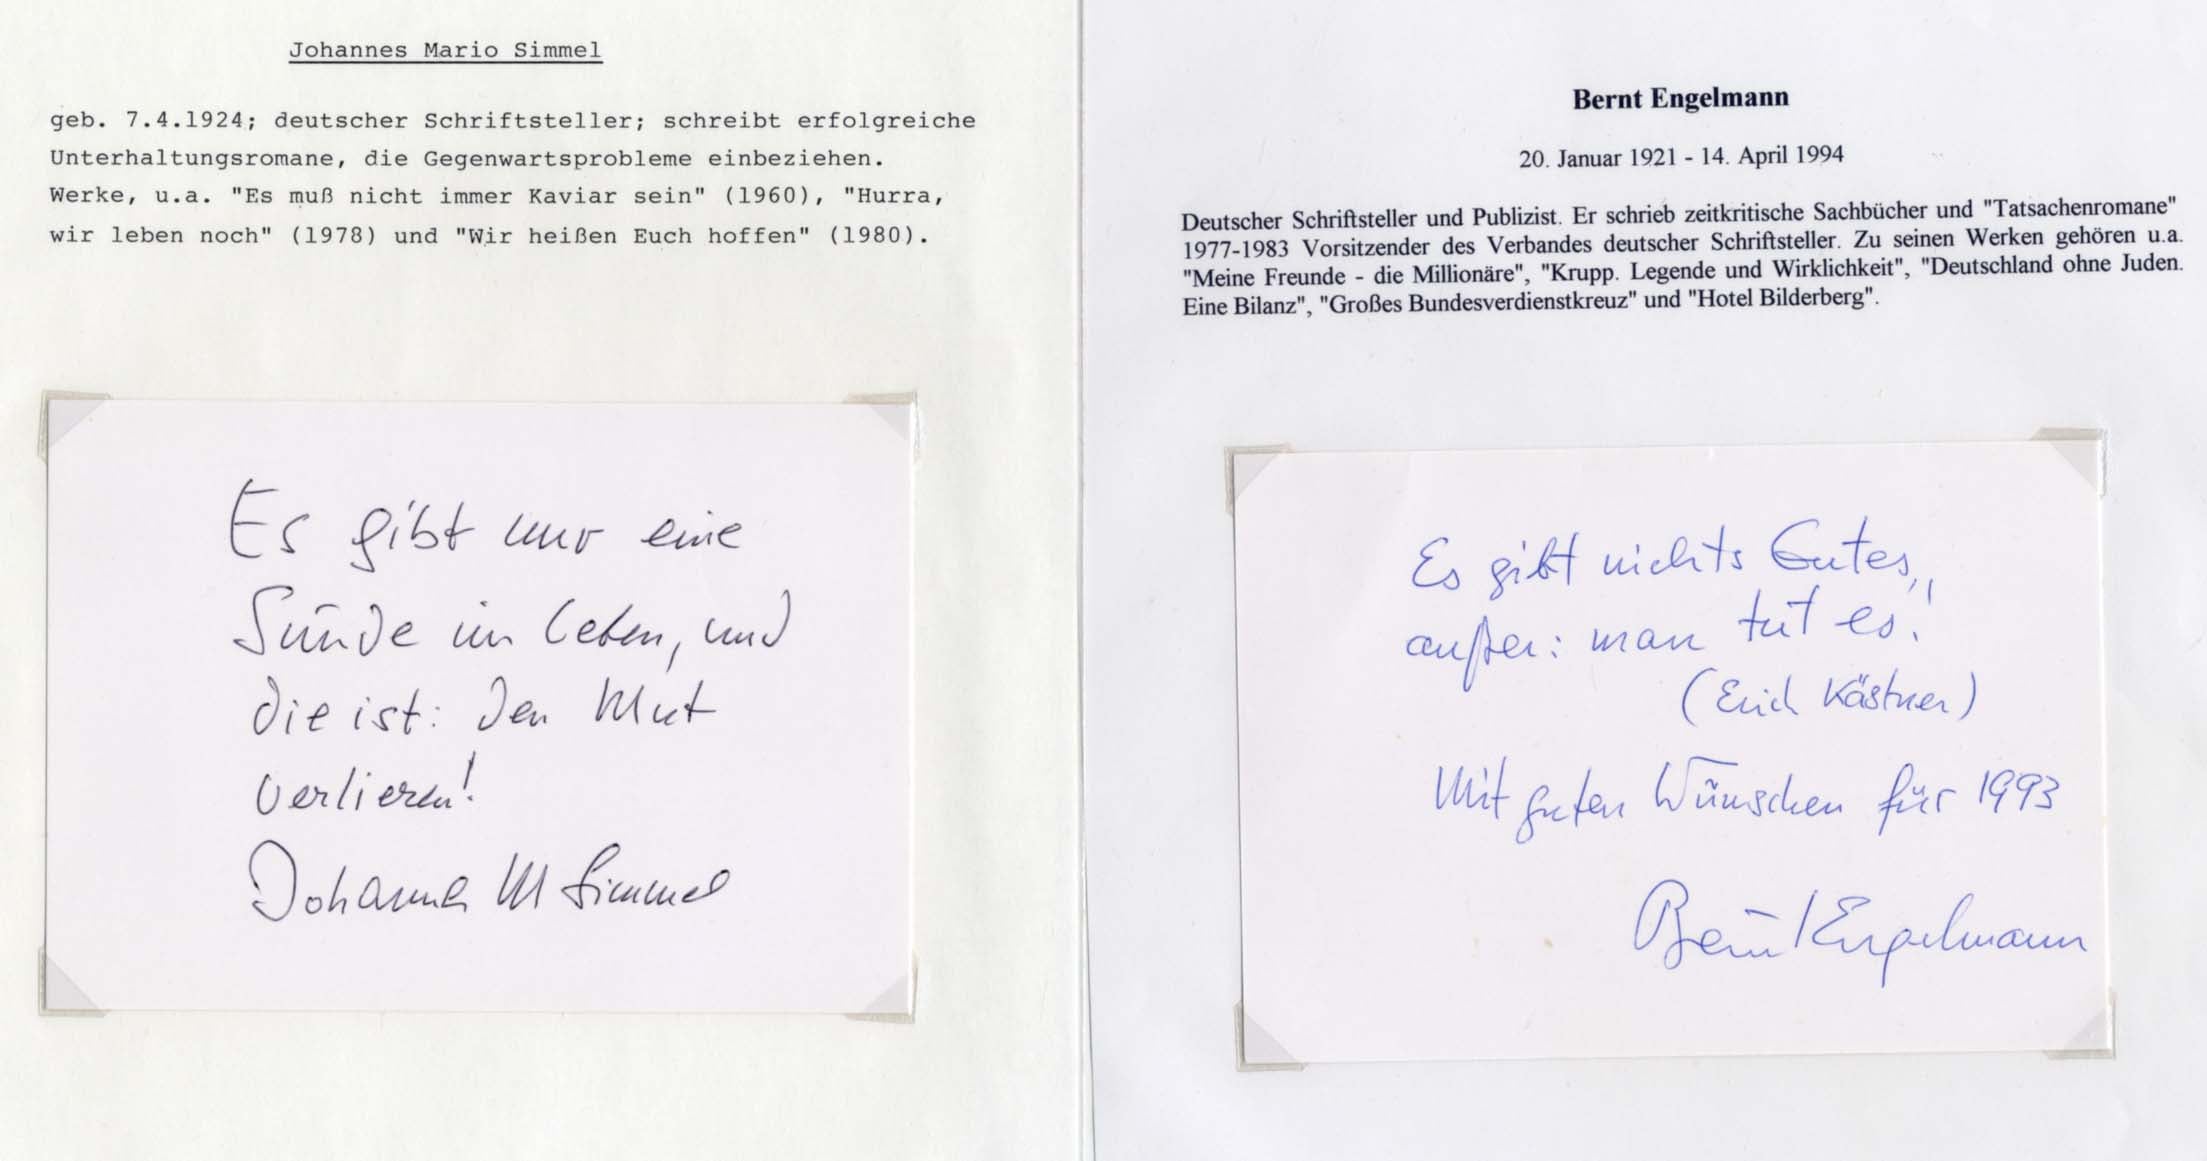 Johannes Mario Simmel
geb. 7.4.1924; deutscher Schriftsteller; schreibt erfolgreiche
Unterhaltungsromane, die Gegenwartsprobleme einbeziehen.
Werke, u.a. "Es muß nicht immer Kaviar sein" (1960), "Hurra,
wir leben noch" (1978) und "Wir heißen Euch hoffen" (1980).
Es gibt nur eine
Sünde im Leben, und
die ist: Den Mut
verlieren!
Johannes M Simmel
Bernt Engelmann
20. Januar 1921 - 14. April 1994
Deutscher Schriftsteller und Publizist. Er schrieb zeitkritische Sachbücher und "Tatsachenromane"
1977-1983 Vorsitzender des Verbandes deutscher Schriftsteller. Zu seinen Werken gehören u.a.
"Meine Freunde - die Millionäre", "Krupp. Legende und Wirklichkeit", "Deutschland ohne Juden.
Eine Bilanz", "Großes Bundesverdienstkreuz" und "Hotel Bilderberg".
Es gibt nichts Gutes,
außer: man tut es!
(Erich Kästner)
Mit guten Wünschen für 1993
Bernt Engelmann